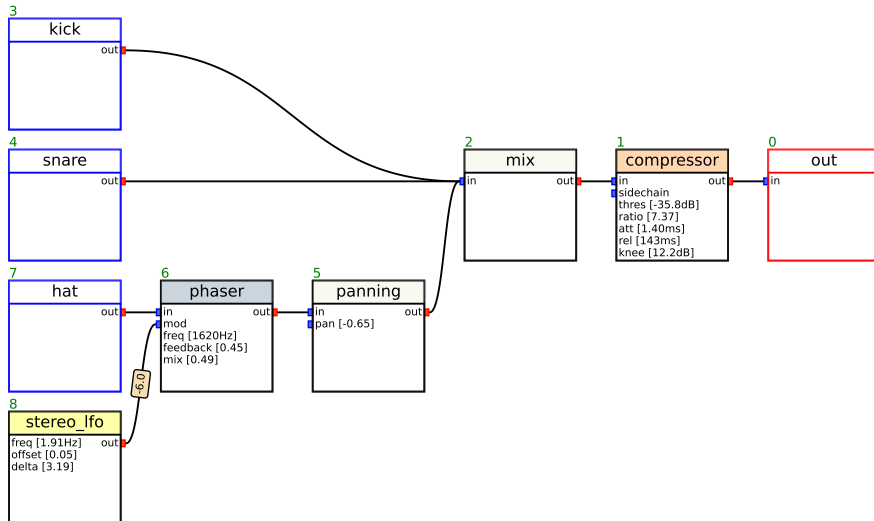 3
kick
out
4
snare
out
2
mix
in
out
1
compressor
in
out
sidechain
thres [-35.8dB]
ratio [7.37]
att [1.40ms]
rel [143ms]
knee [12.2dB]
0
out
in
7
hat
out
6
phaser
in
out
mod
freq [1620Hz]
feedback [0.45]
mix [0.49]
5
panning
in
out
pan [-0.65]
8
stereo_lfo
freq [1.91Hz]
out
offset [0.05]
delta [3.19]